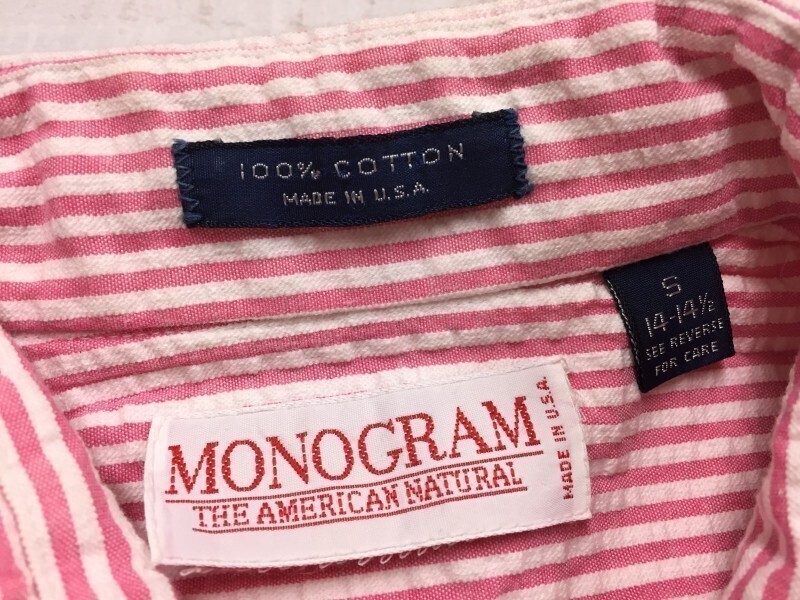 100% COTTON
MADE IN U.S.A.
S
14-14½
SEE REVERSE
FOR CARE
MONOGRAM
THE AMERICAN NATURAL
MADE IN U.S.A.